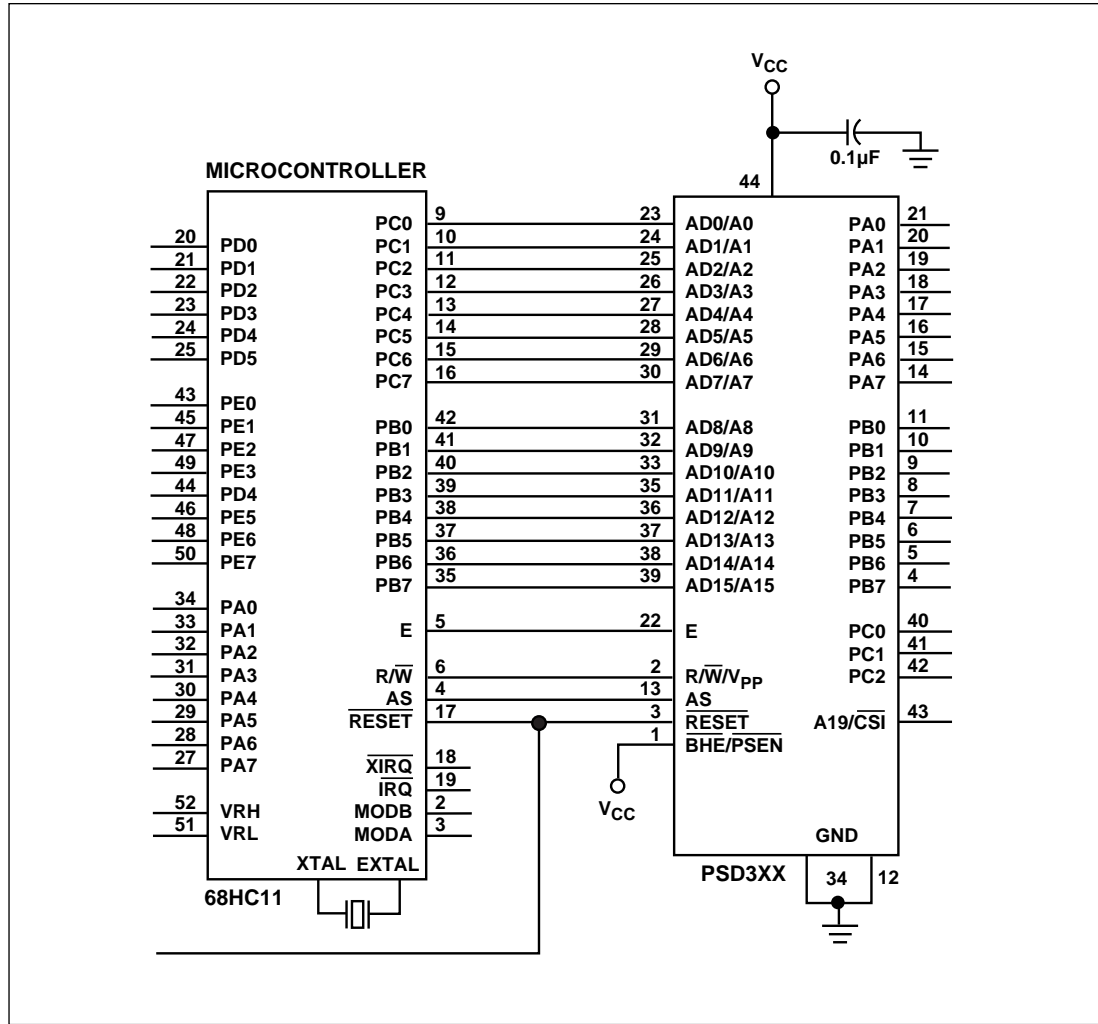 VCC
0.1µF
44
MICROCONTROLLER
PC0 9 23 AD0/A0 PA0 21
20 PD0 PC1 10 24 AD1/A1 PA1 20
21 PD1 PC2 11 25 AD2/A2 PA2 19
22 PD2 PC3 12 26 AD3/A3 PA3 18
23 PD3 PC4 13 27 AD4/A4 PA4 17
24 PD4 PC5 14 28 AD5/A5 PA5 16
25 PD5 PC6 15 29 AD6/A6 PA6 15
PC7 16 30 AD7/A7 PA7 14
43 PE0
45 PE1 PB0 42 31 AD8/A8 PB0 11
47 PE2 PB1 41 32 AD9/A9 PB1 10
49 PE3 PB2 40 33 AD10/A10 PB2 9
44 PD4 PB3 39 35 AD11/A11 PB3 8
46 PE5 PB4 38 36 AD12/A12 PB4 7
48 PE6 PB5 37 37 AD13/A13 PB5 6
50 PE7 PB6 36 38 AD14/A14 PB6 5
PB7 35 39 AD15/A15 PB7 4
34 PA0
33 PA1 E 5 22 E PC0 40
32 PA2 PC1 41
31 PA3 R/W 6 2 R/W/VPP PC2 42
30 PA4 AS 4 13 AS
29 PA5 RESET 17 3 RESET A19/CSI 43
28 PA6 1 BHE/PSEN
27 PA7 XIRQ 18
IRQ 19
52 VRH MODB 2 VCC
51 VRL MODA 3 GND
XTAL EXTAL
68HC11
PSD3XX 34 12